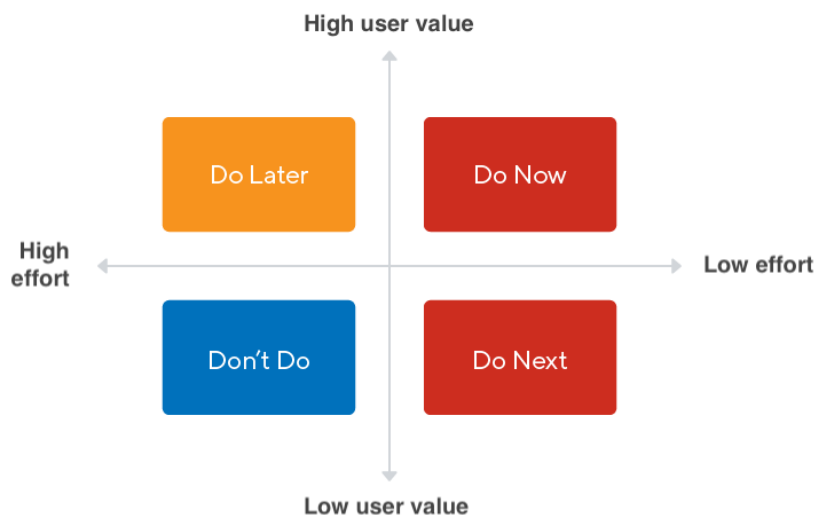 High user value
Do Later
Do Now
High
effort
Low effort
Don't Do
Do Next
Low user value